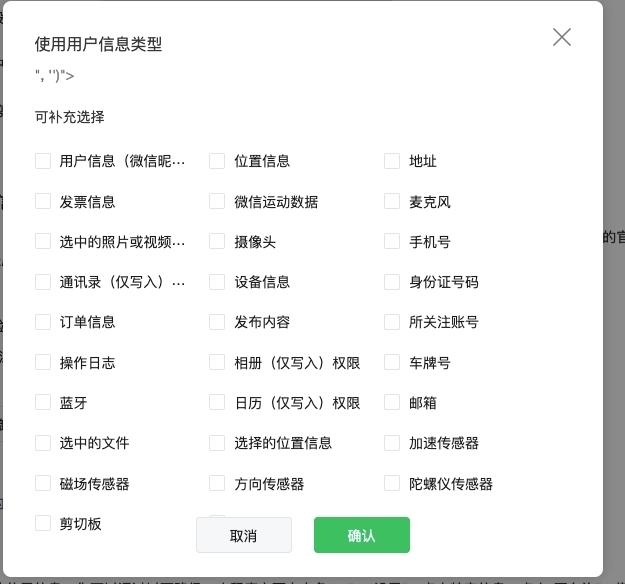 使用用户信息类型
", '')">
可补充选择
用户信息（微信昵… 位置信息 地址
发票信息 微信运动数据 麦克风
选中的照片或视频… 摄像头 手机号
的官
通讯录（仅写入）… 设备信息 身份证号码
订单信息 发布内容 所关注账号
操作日志 相册（仅写入）权限 车牌号
蓝牙 日历（仅写入）权限 邮箱
选中的文件 选择的位置信息 加速传感器
磁场传感器 方向传感器 陀螺仪传感器
剪切板
取消 确认